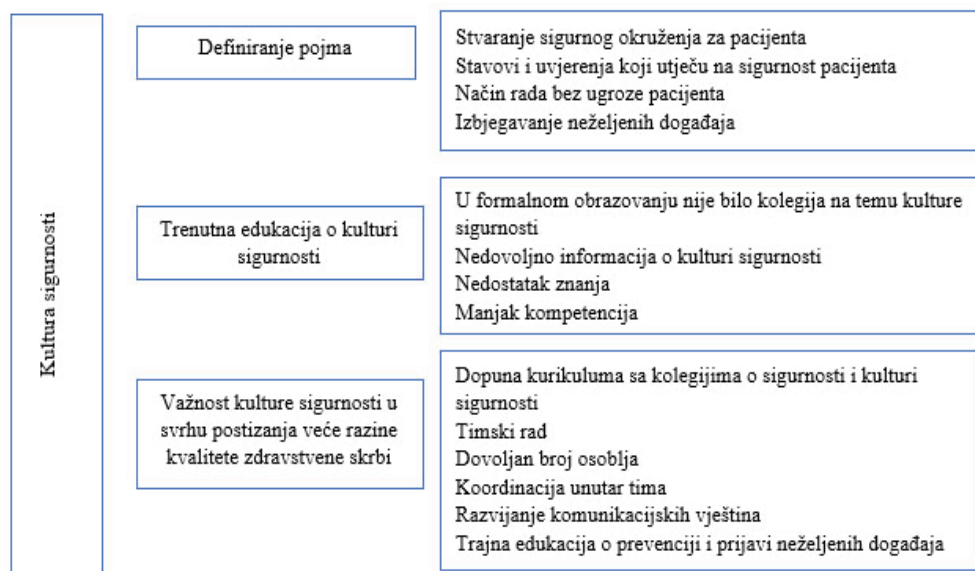 Kultura sigurnosti
Definiranje pojma
Stvaranje sigurnog okruženja za pacijenta
Stavovi i uvjerenja koji utječu na sigurnost pacijenta
Način rada bez ugroze pacijenta
Izbjegavanje neželjenih događaja
Trenutna edukacija o kulturi
sigurnosti
U formalnom obrazovanju nije bilo kolegija na temu kulture
sigurnosti
Nedovoljno informacija o kulturi sigurnosti
Nedostatak znanja
Manjak kompetencija
Važnost kulture sigurnosti u
svrhu postizanja veće razine
kvalitete zdravstvene skrbi
Dopuna kurikuluma sa kolegijima o sigurnosti i kulturi
sigurnosti
Timski rad
Dovoljan broj osoblja
Koordinacija unutar tima
Razvijanje komunikacijskih vještina
Trajna edukacija o prevenciji i prijavi neželjenih događaja